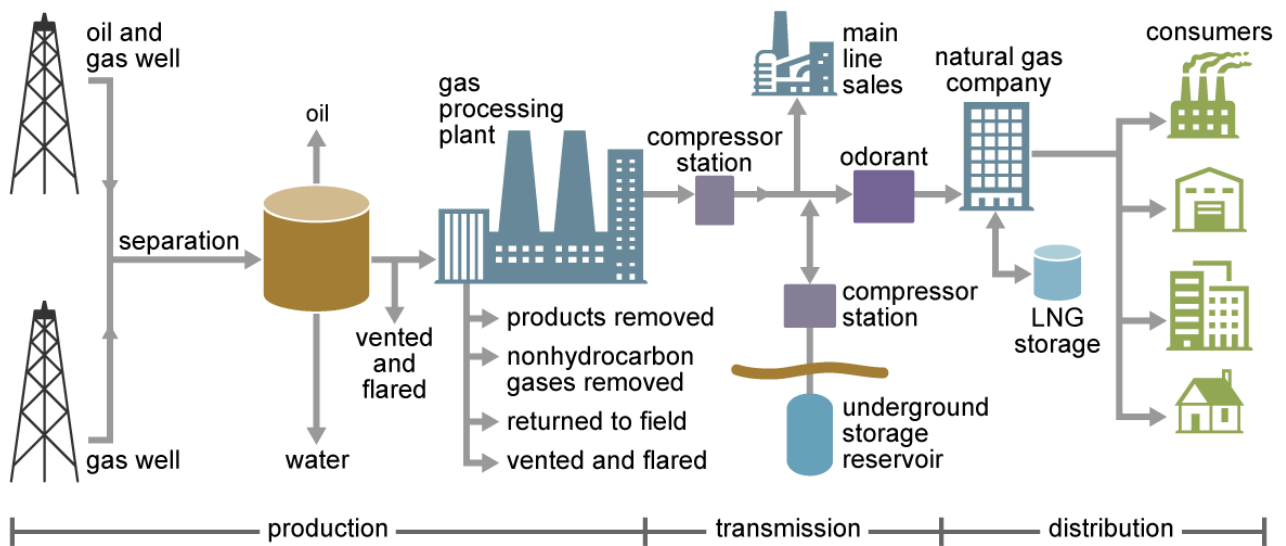 oil and
gas well
oil
separation
water
gas well
vented
and
flared
gas
processing
plant
products removed
nonhydrocarbon
gases removed
returned to field
vented and flared
compressor
station
main
line
sales
odorant
compressor
station
underground
storage
reservoir
natural gas
company
LNG
storage
consumers
production
transmission
distribution